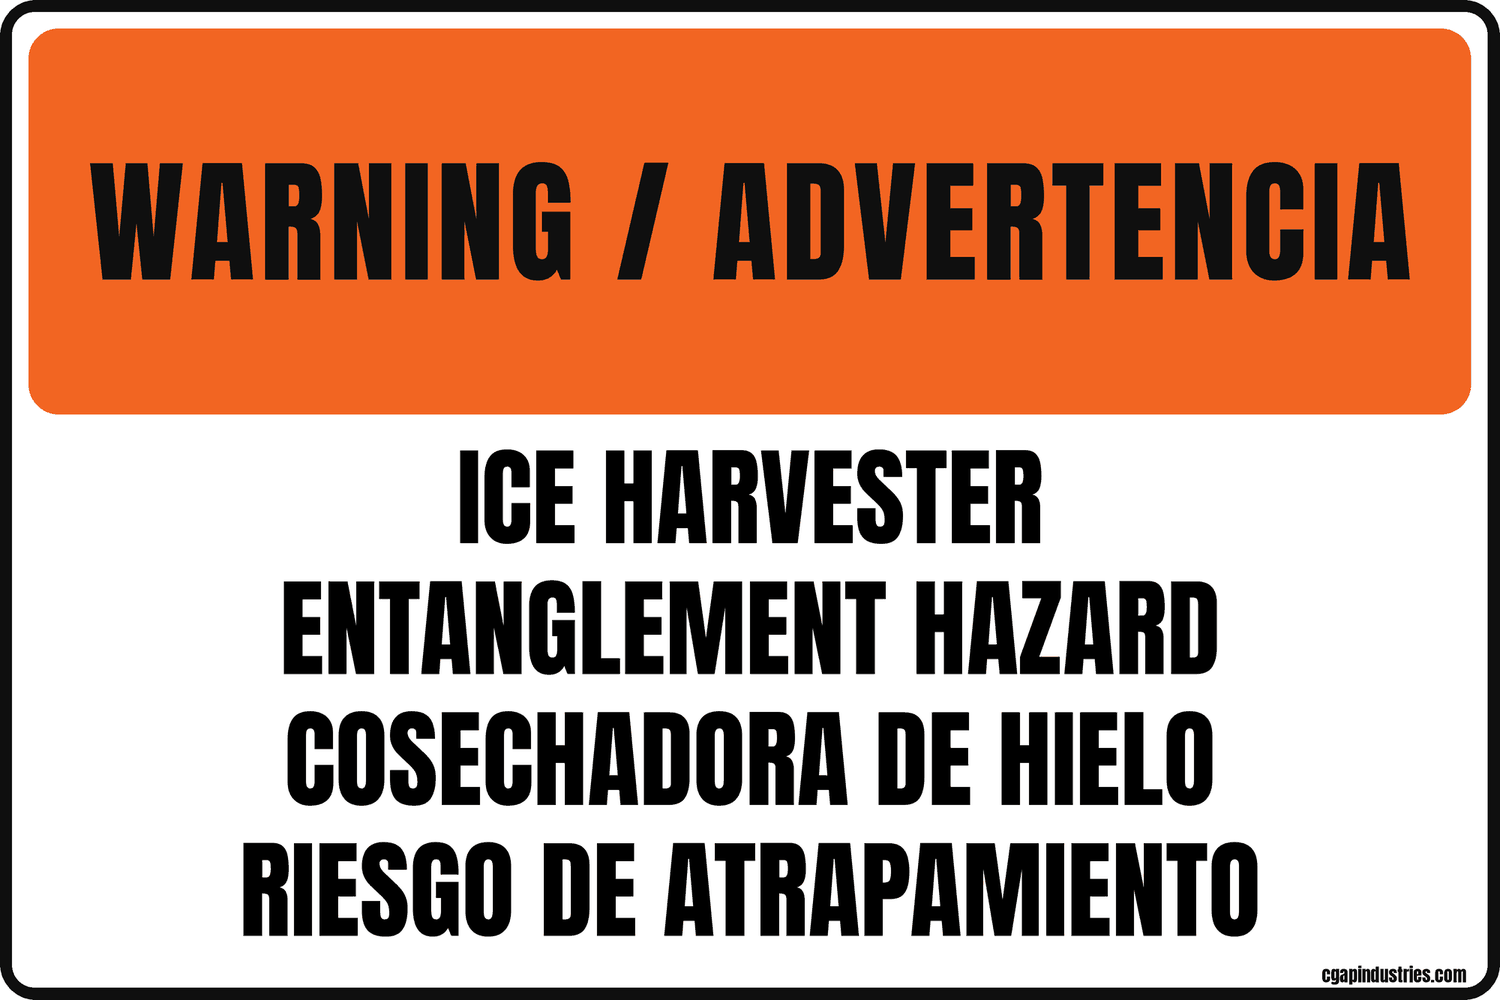 WARNING / ADVERTENCIA
ICE HARVESTER
ENTANGLEMENT HAZARD
COSECHADORA DE HIELO
RIESGO DE ATRAPAMIENTO
cgapindustries.com